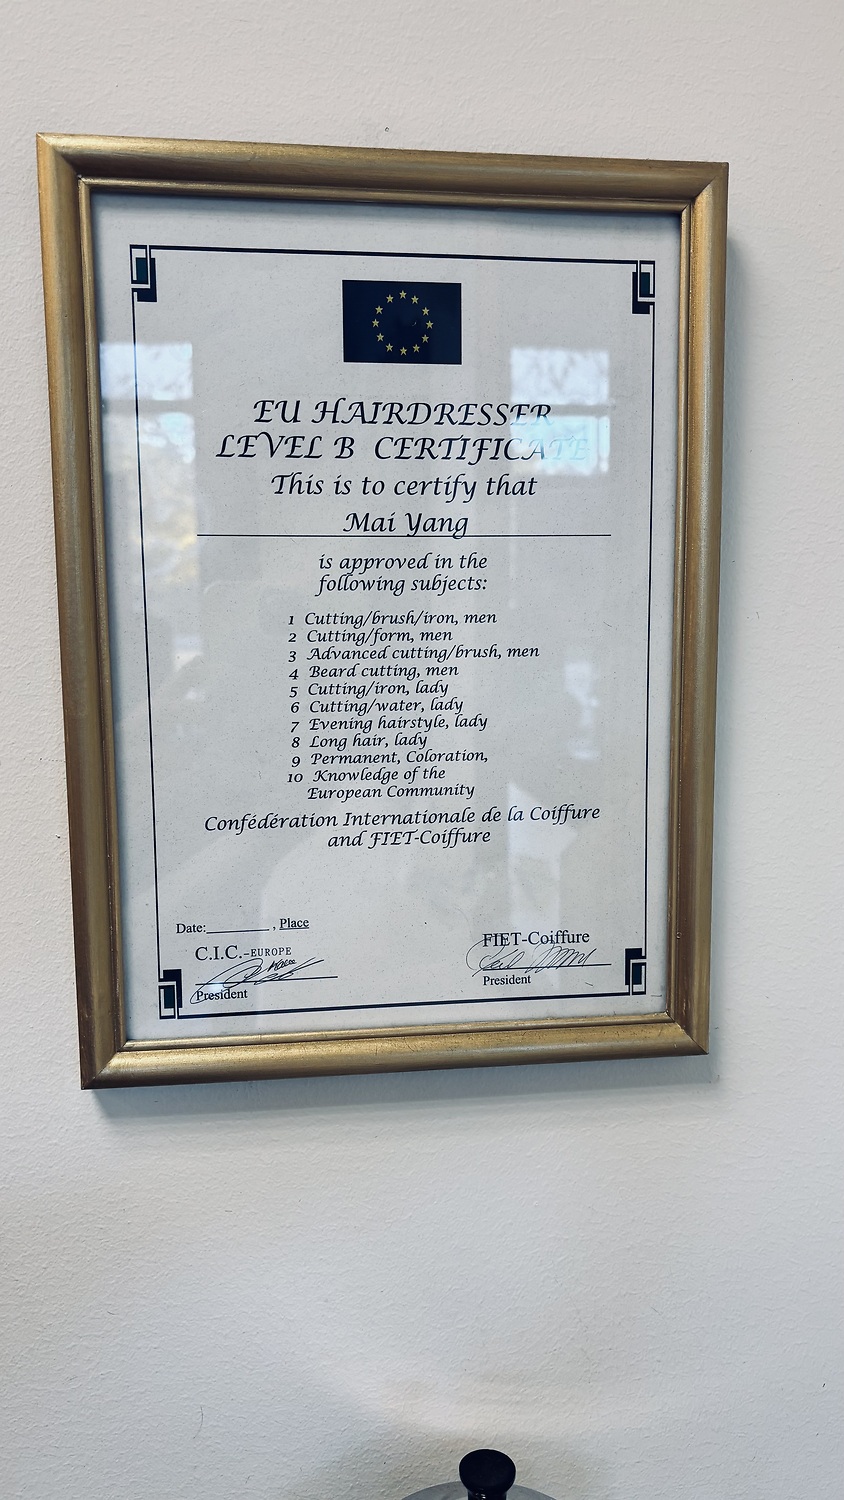 EU HAIRDRESSER
LEVEL B CERTIFICATE
This is to certify that
Mai Yang
is approved in the
following subjects:
1 Cutting/brush/iron, men
2 Cutting/form, men
3 Advanced cutting/brush, men
4 Beard cutting, men
5 Cutting/iron, lady
6 Cutting/water, lady
7 Evening hairstyle, lady
8 Long hair, lady
9 Permanent, Coloration,
10 Knowledge of the
European Community
Confédération Internationale de la Coiffure
and FIET-Coiffure
Date:________ , Place
C.I.C.-EUROPE
President
FIET-Coiffure
President